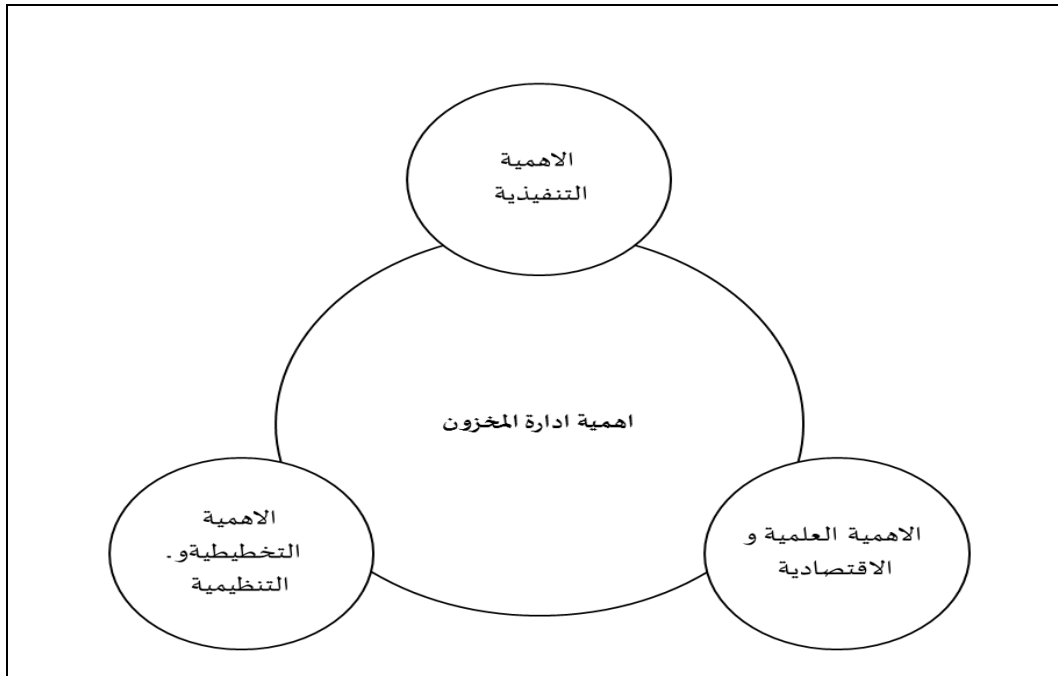 الاهمية
التنفيذية
اهمية ادارة المخزون
الاهمية العلمية و
الاقتصادية
الاهمية
التخطيطيةو.
التنظيمية